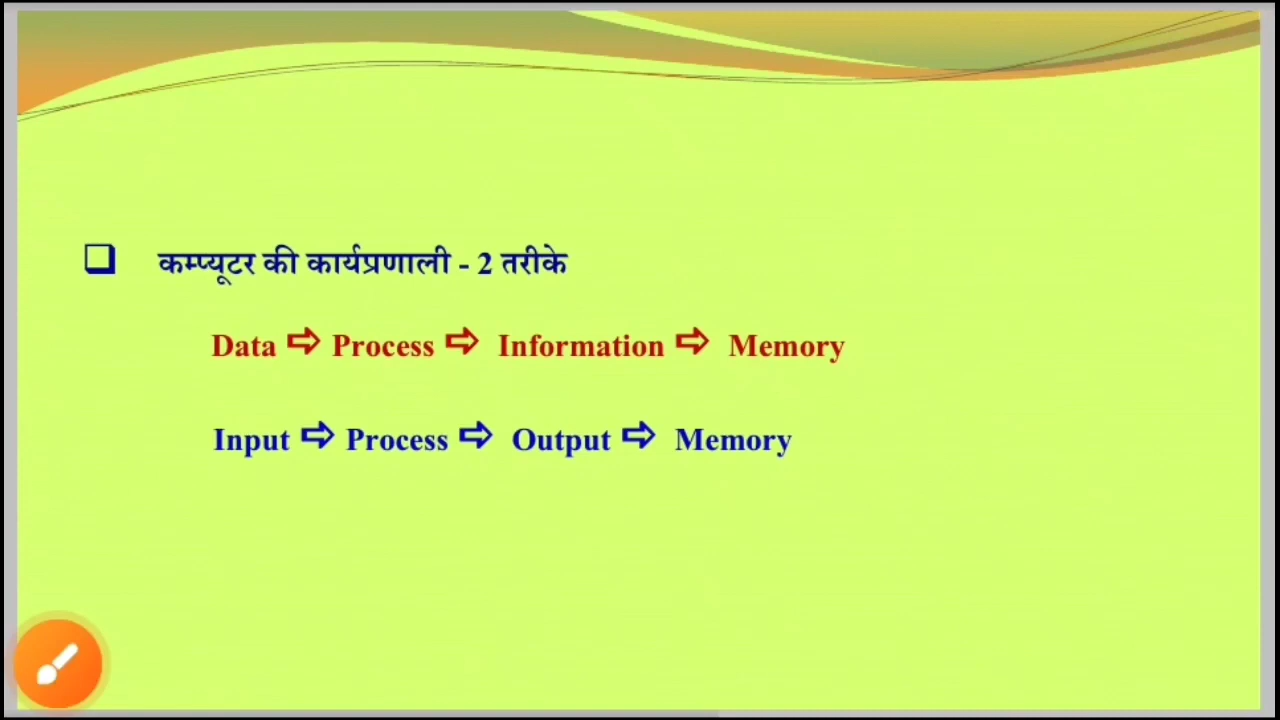 ❑ कम्प्यूटर की कार्यप्रणाली - 2 तरीके
Data ⇨ Process ⇨ Information ⇨ Memory
Input ⇨ Process ⇨ Output ⇨ Memory